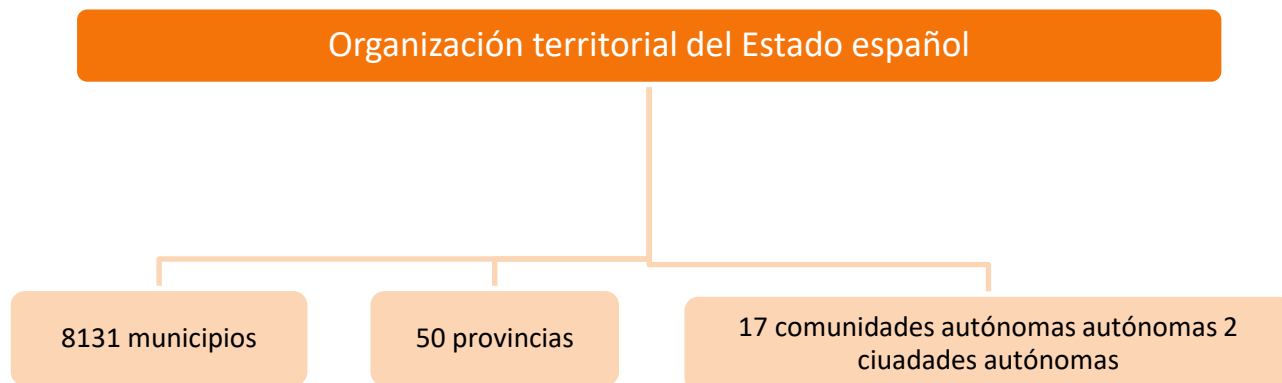 Organización territorial del Estado español
8131 municipios
50 provincias
17 comunidades autónomas autónomas 2
ciuadades autónomas